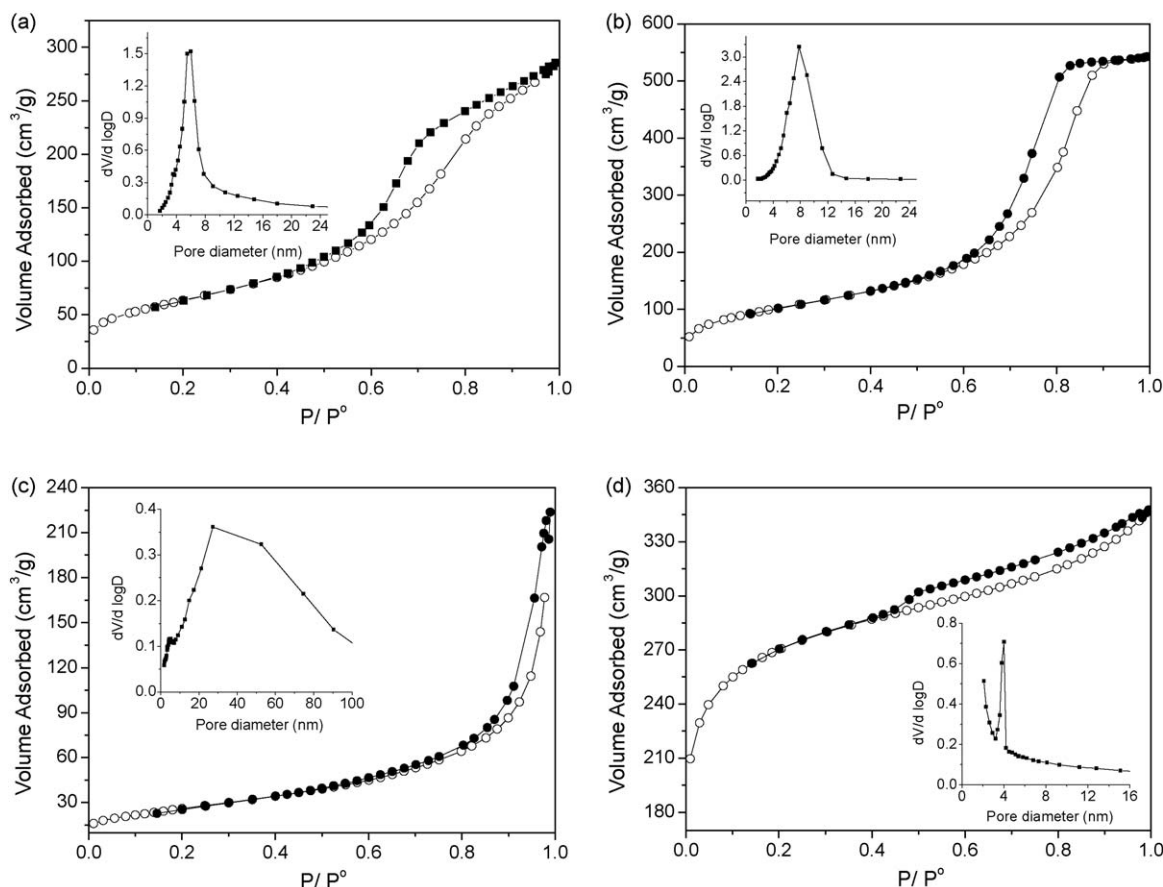 (a)
300
250
200
150
100
50
0
Volume Adsorbed (cm³/g)
0.0 0.2 0.4 0.6 0.8 1.0
P/ Pº
1.5
1.2
0.9
0.6
0.3
0.0
dV/d logD
4 8 12 16 20 24
Pore diameter (nm)
(b)
600
500
400
300
200
100
0
Volume Adsorbed (cm³/g)
0.0 0.2 0.4 0.6 0.8 1.0
P/ Pº
3.0
2.4
1.8
1.2
0.6
0.0
dV/d logD
0 4 8 12 16 20 24
Pore diameter (nm)
(c)
240
210
180
150
120
90
60
30
Volume Adsorbed (cm³/g)
0.0 0.2 0.4 0.6 0.8 1.0
P/ Pº
0.4
0.3
0.2
0.1
0.0
dV/d logD
0 20 40 60 80 100
Pore diameter (nm)
(d)
360
330
300
270
240
210
180
Volume Adsorbed (cm³/g)
0.0 0.2 0.4 0.6 0.8 1.0
P/ Pº
0.8
0.6
0.4
0.2
0.0
dV/d logD
0 4 8 12 16
Pore diameter (nm)